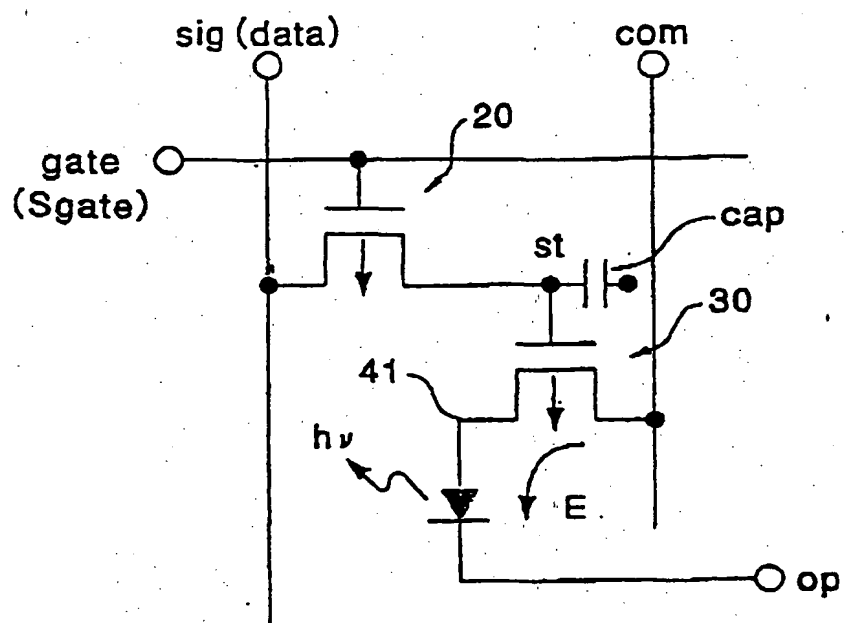 sig (data)
com
20
gate
(Sgate)
cap
st
30
41
hν
E
op